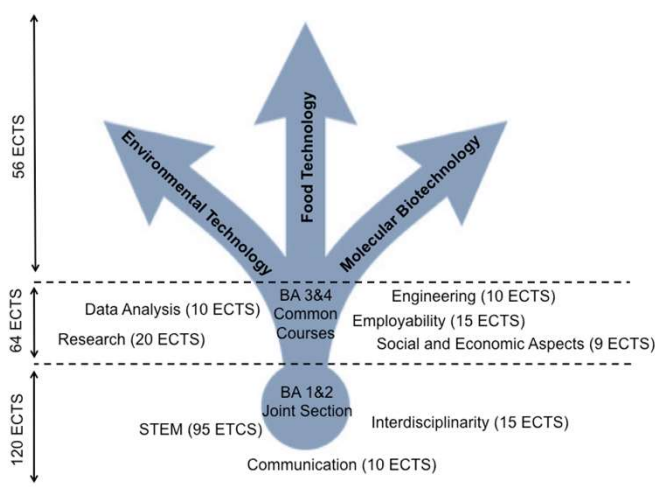 56 ECTS
Environmental Technology
Food Technology
Molecular Biotechnology
64 ECTS
Data Analysis (10 ECTS)
Research (20 ECTS)
BA 3&4
Common
Courses
Engineering (10 ECTS)
Employability (15 ECTS)
Social and Economic Aspects (9 ECTS)
120 ECTS
BA 1&2
Joint Section
STEM (95 ETCS)
Interdisciplinarity (15 ECTS)
Communication (10 ECTS)